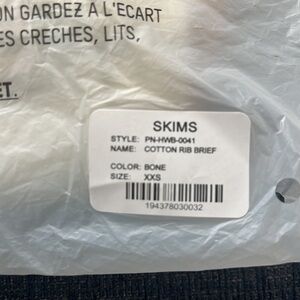 ON GARDEZ A L'ECART
ES CRECHES, LITS,
ET.
SKIMS
STYLE: PN-HWB-0041
NAME: COTTON RIB BRIEF
COLOR: BONE
SIZE: XXS
194378030032